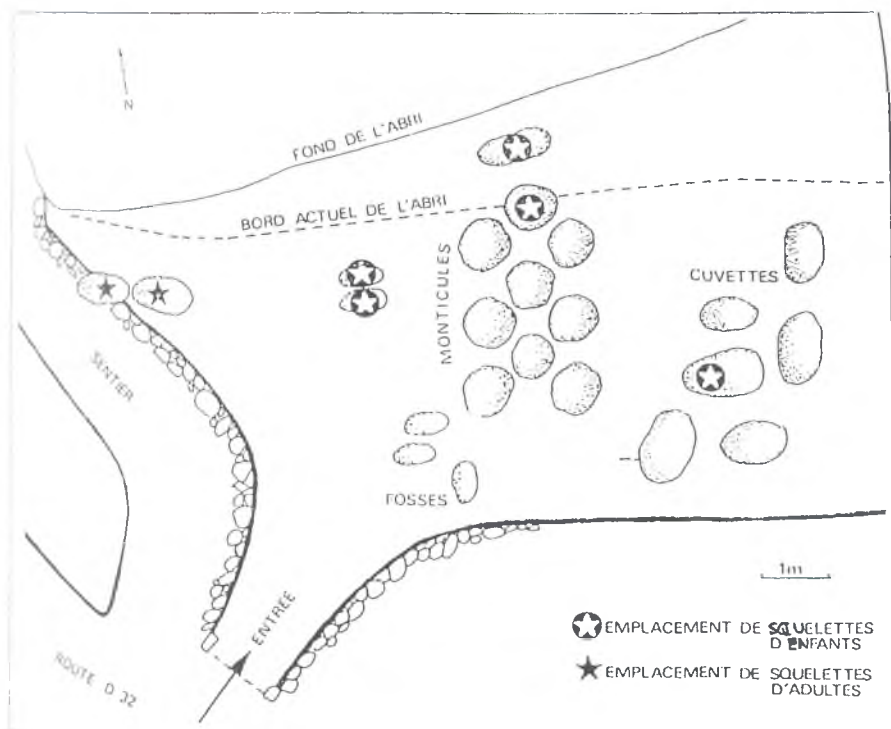 N
FOND DE L'ABRI
BORD ACTUEL DE L'ABRI
MONTICULES
CUVETTES
SENTIER
FOSSES
1m
ENTRÉE
ROUTE D 32
EMPLACEMENT DE SQUELETTES
D'ENFANTS
EMPLACEMENT DE SQUELETTES
D'ADULTES